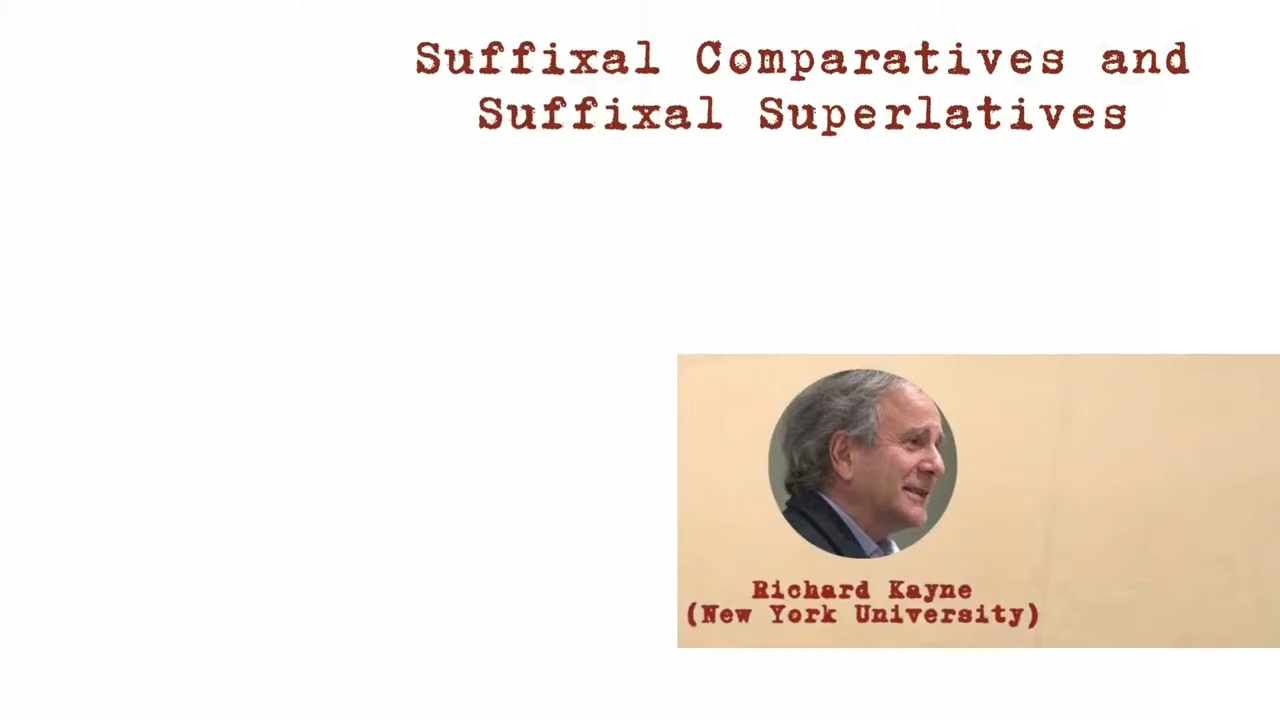 Suffixal Comparatives and
Suffixal Superlatives
Richard Kayne
(New York University)